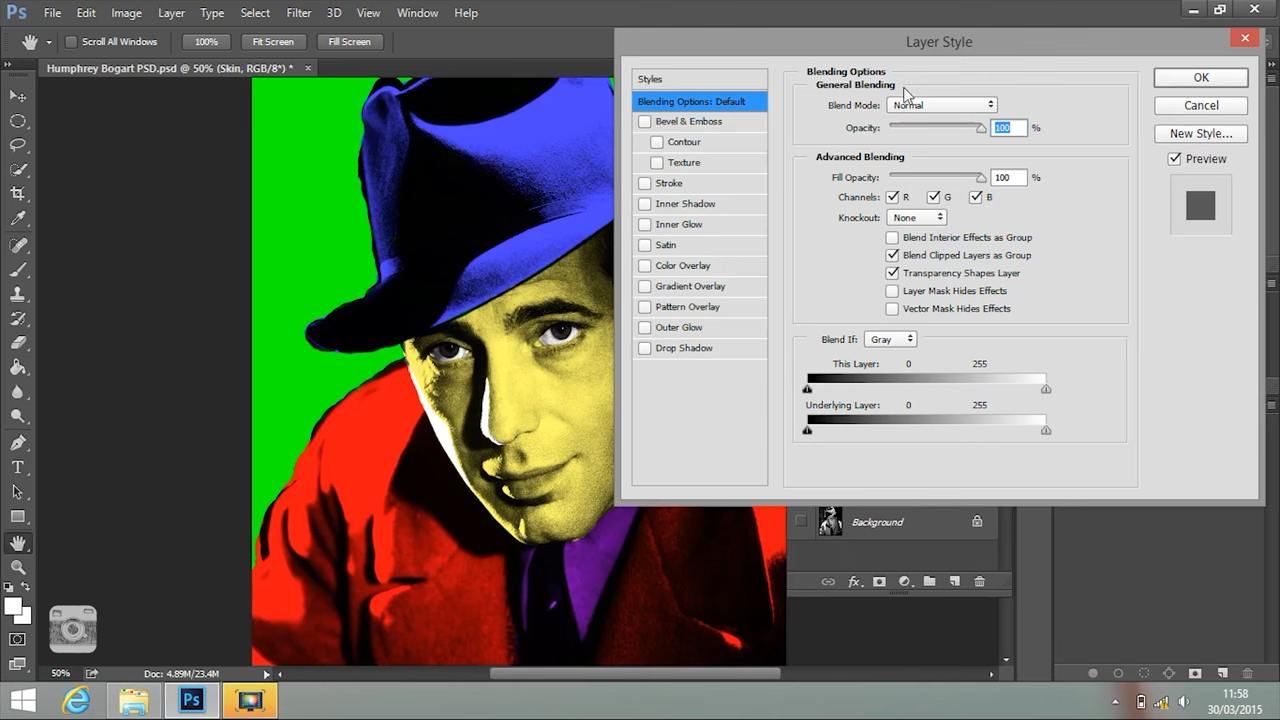 Ps File Edit Image Layer Type Select Filter 3D View Window Help
Scroll All Windows 100% Fit Screen Fill Screen
Humphrey Bogart PSD.psd @ 50% (Skin, RGB/8*) * ×
Layer Style
Styles
Blending Options: Default
Bevel & Emboss
Contour
Texture
Stroke
Inner Shadow
Inner Glow
Satin
Color Overlay
Gradient Overlay
Pattern Overlay
Outer Glow
Drop Shadow
Blending Options
General Blending
Blend Mode: Normal
Opacity: 100 %
Advanced Blending
Fill Opacity: 100 %
Channels: R G B
Knockout: None
Blend Interior Effects as Group
Blend Clipped Layers as Group
Transparency Shapes Layer
Layer Mask Hides Effects
Vector Mask Hides Effects
Blend If: Gray
This Layer: 0 255
Underlying Layer: 0 255
OK
Cancel
New Style...
Preview
Background
fx.
T
50% Doc: 4.89M/23.4M
Ps
11:58
30/03/2015